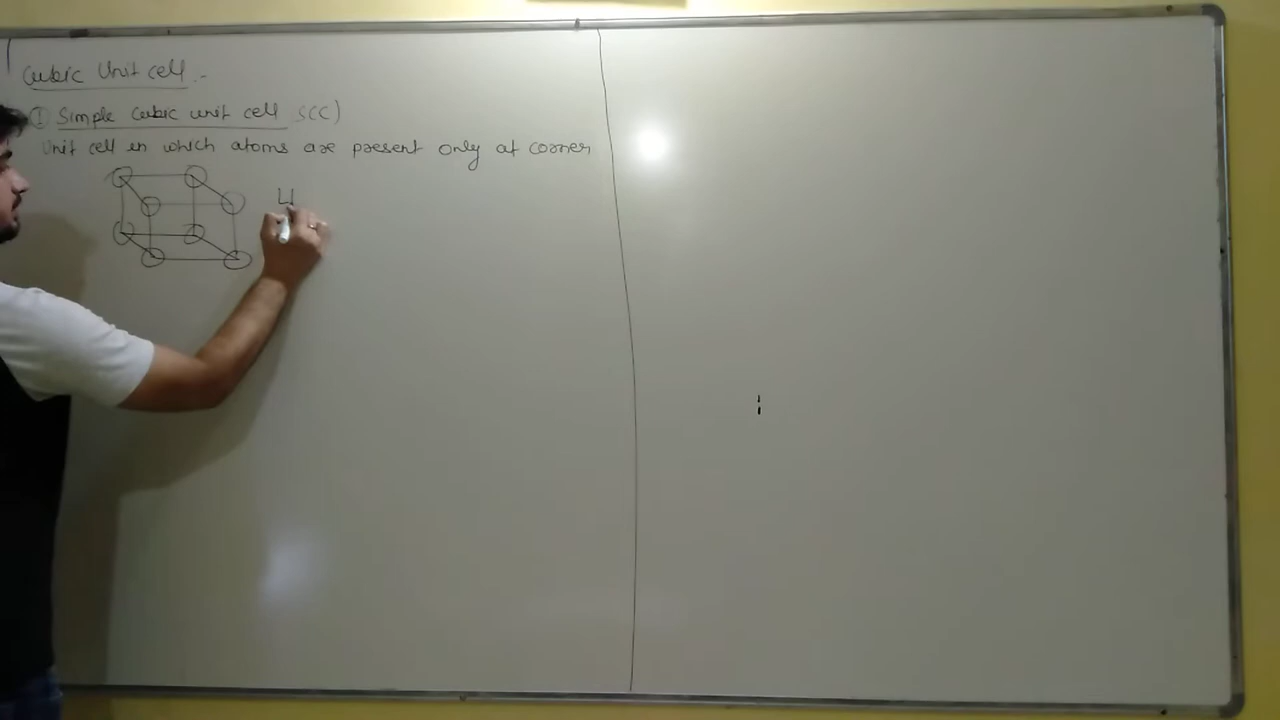 Cubic Unit cell :-
① Simple Cubic unit cell SCC)
Unit cell in which atoms are present only at corner